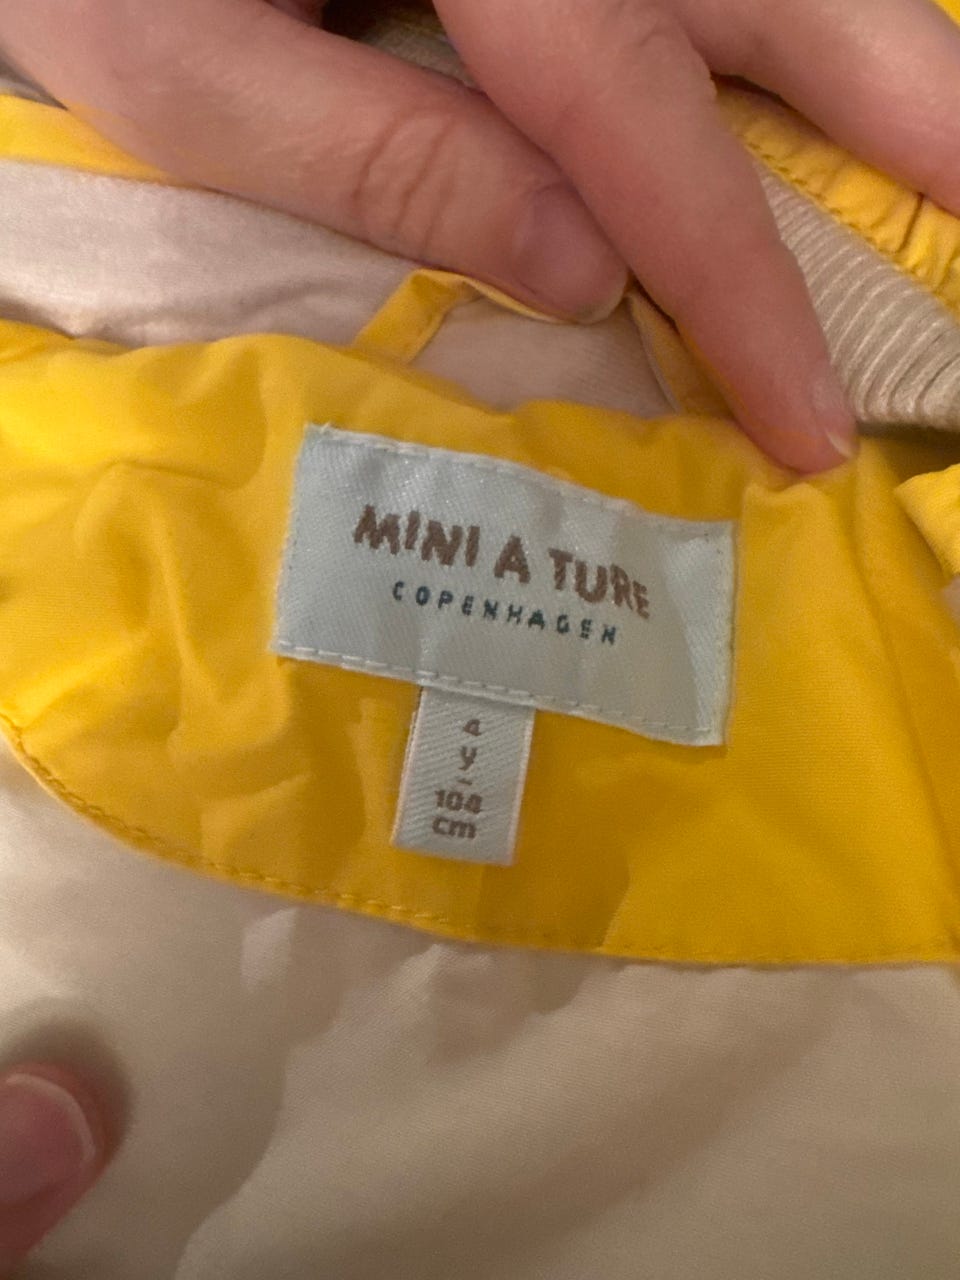 MINI A TURE
COPENHAGEN
4
y
-
104
cm